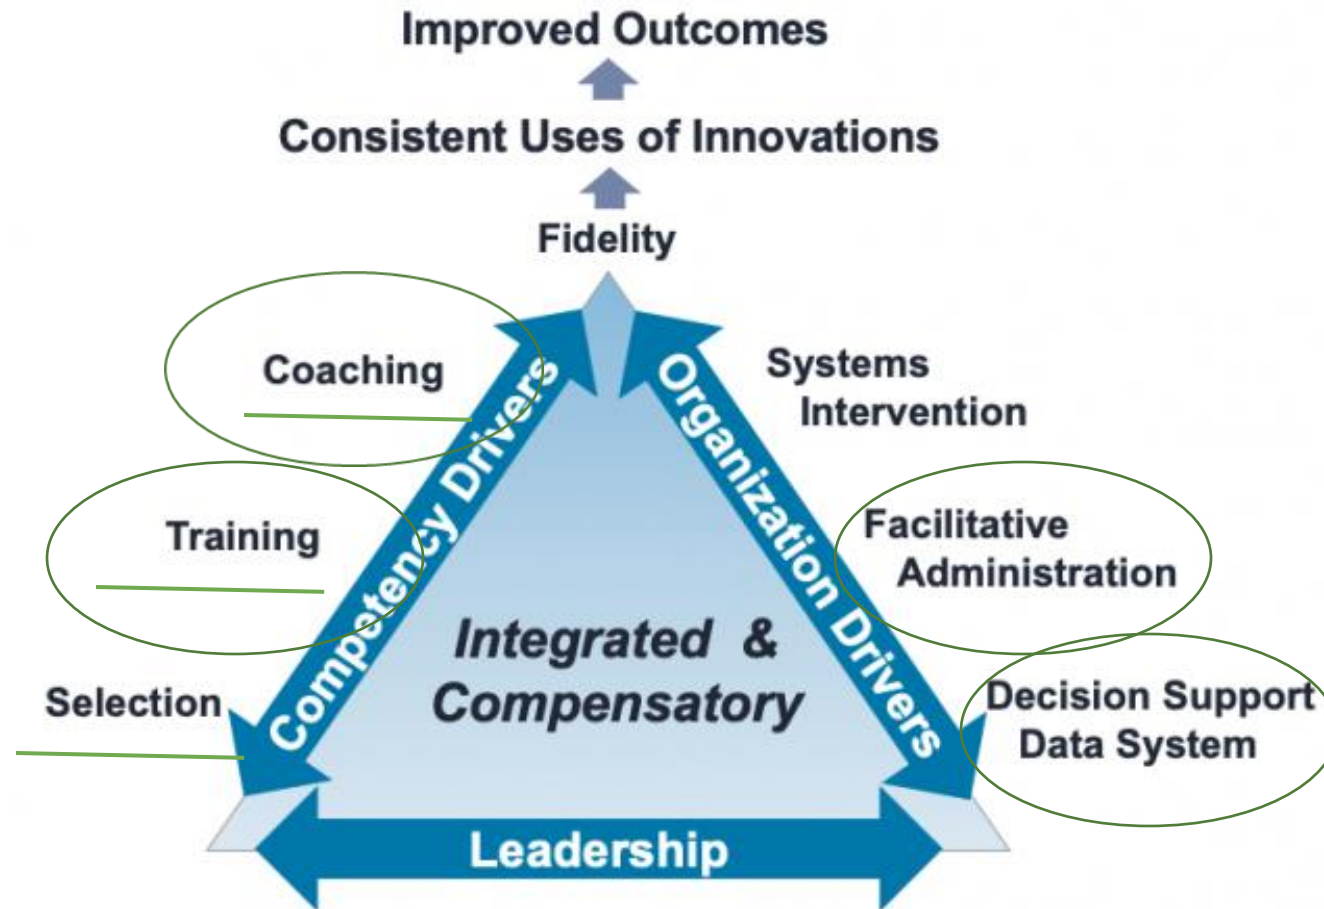 Improved Outcomes
Consistent Uses of Innovations
Fidelity
Coaching
Training
Selection
Competency Drivers
Integrated & 
Compensatory
Organization Drivers
Systems
Intervention
Facilitative
Administration
Decision Support
Data System
Leadership